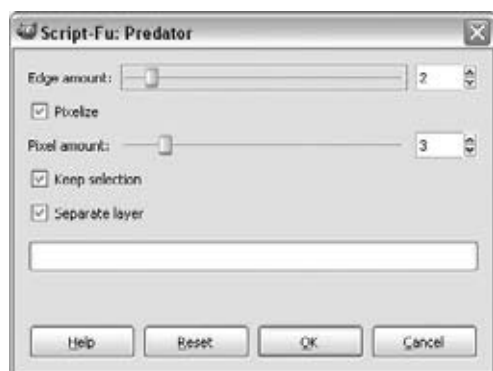 Script-Fu: Predator
Edge amount: 2
Pixelize
Pixel amount: 3
Keep selection
Separate layer
Help Reset OK Cancel